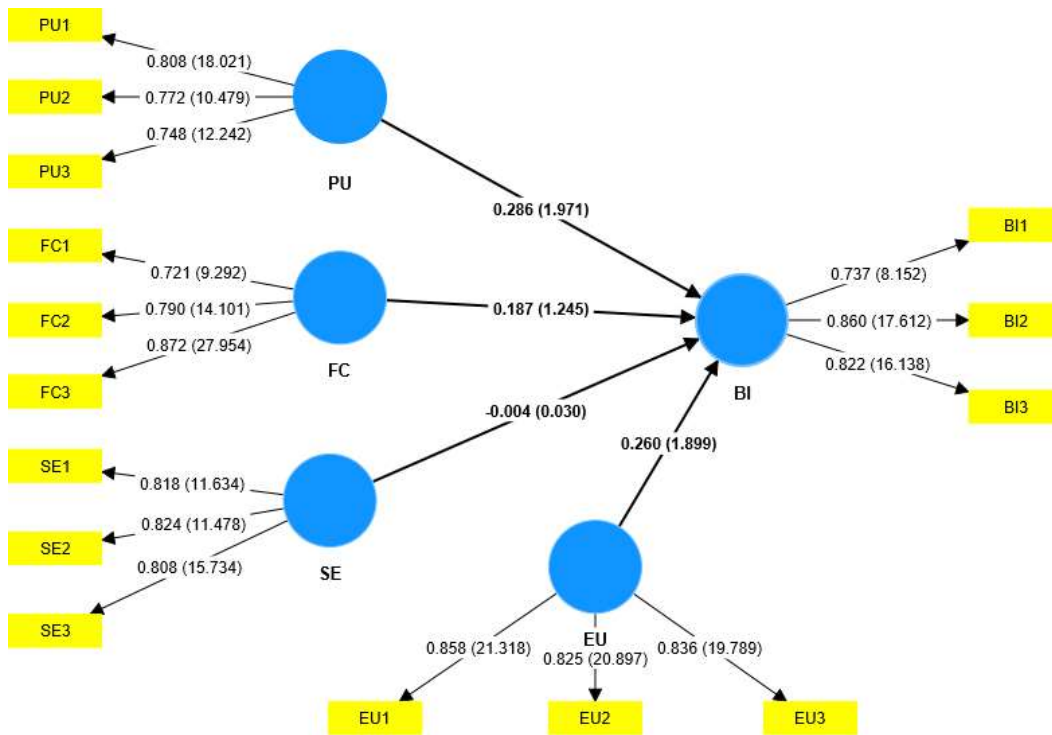 PU1
0.808 (18.021)
PU2
0.772 (10.479)
0.748 (12.242)
PU3
PU
0.286 (1.971)
FC1
0.721 (9.292)
FC2
0.790 (14.101)
0.872 (27.954)
FC3
FC
0.187 (1.245)
BI1
0.737 (8.152)
BI2
0.860 (17.612)
0.822 (16.138)
BI3
BI
-0.004 (0.030)
0.260 (1.899)
SE1
0.818 (11.634)
SE2
0.824 (11.478)
0.808 (15.734)
SE3
SE
EU
0.858 (21.318)
0.825 (20.897)
0.836 (19.789)
EU1
EU2
EU3